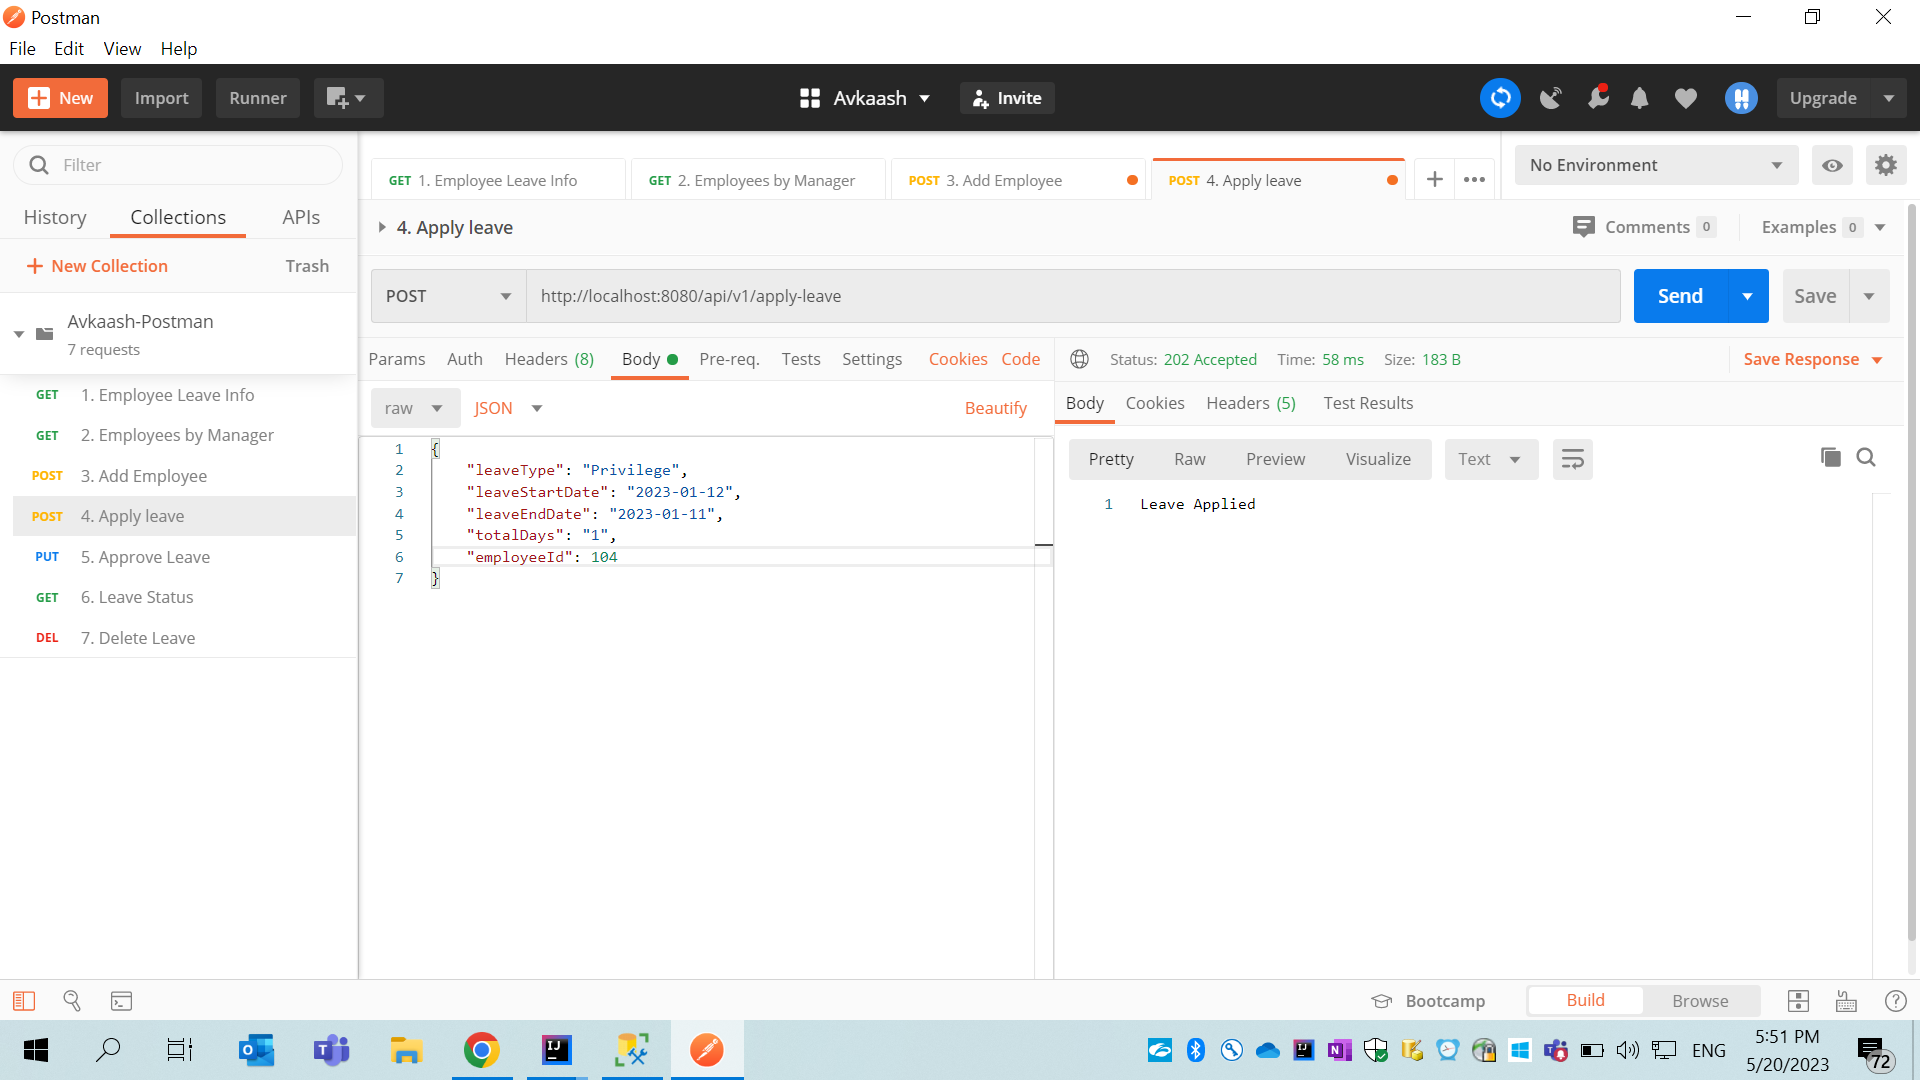 Postman
File Edit View Help
New Import Runner Avkaash Invite Upgrade
Filter
History Collections APIs
New Collection Trash
Avkaash-Postman
7 requests
GET 1. Employee Leave Info
GET 2. Employees by Manager
POST 3. Add Employee
POST 4. Apply leave
PUT 5. Approve Leave
GET 6. Leave Status
DEL 7. Delete Leave
GET 1. Employee Leave Info GET 2. Employees by Manager POST 3. Add Employee POST 4. Apply leave No Environment
4. Apply leave Comments 0 Examples 0
POST http://localhost:8080/api/v1/apply-leave Send Save
Params Auth Headers (8) Body Pre-req. Tests Settings Cookies Code
raw JSON Beautify
1 {
2 "leaveType": "Privilege",
3 "leaveStartDate": "2023-01-12",
4 "leaveEndDate": "2023-01-11",
5 "totalDays": "1",
6 "employeeId": 104
7 }
Status: 202 Accepted Time: 58 ms Size: 183 B Save Response
Body Cookies Headers (5) Test Results
Pretty Raw Preview Visualize Text
1 Leave Applied
Bootcamp Build Browse
ENG 5:51 PM
5/20/2023
72